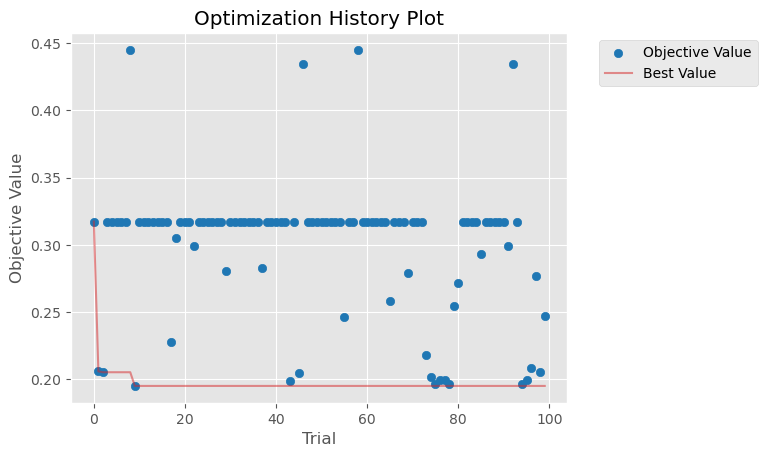 Optimization History Plot
Objective Value
Best Value
0.45
0.40
0.35
0.30
0.25
0.20
Objective Value
0
20
40
60
80
100
Trial